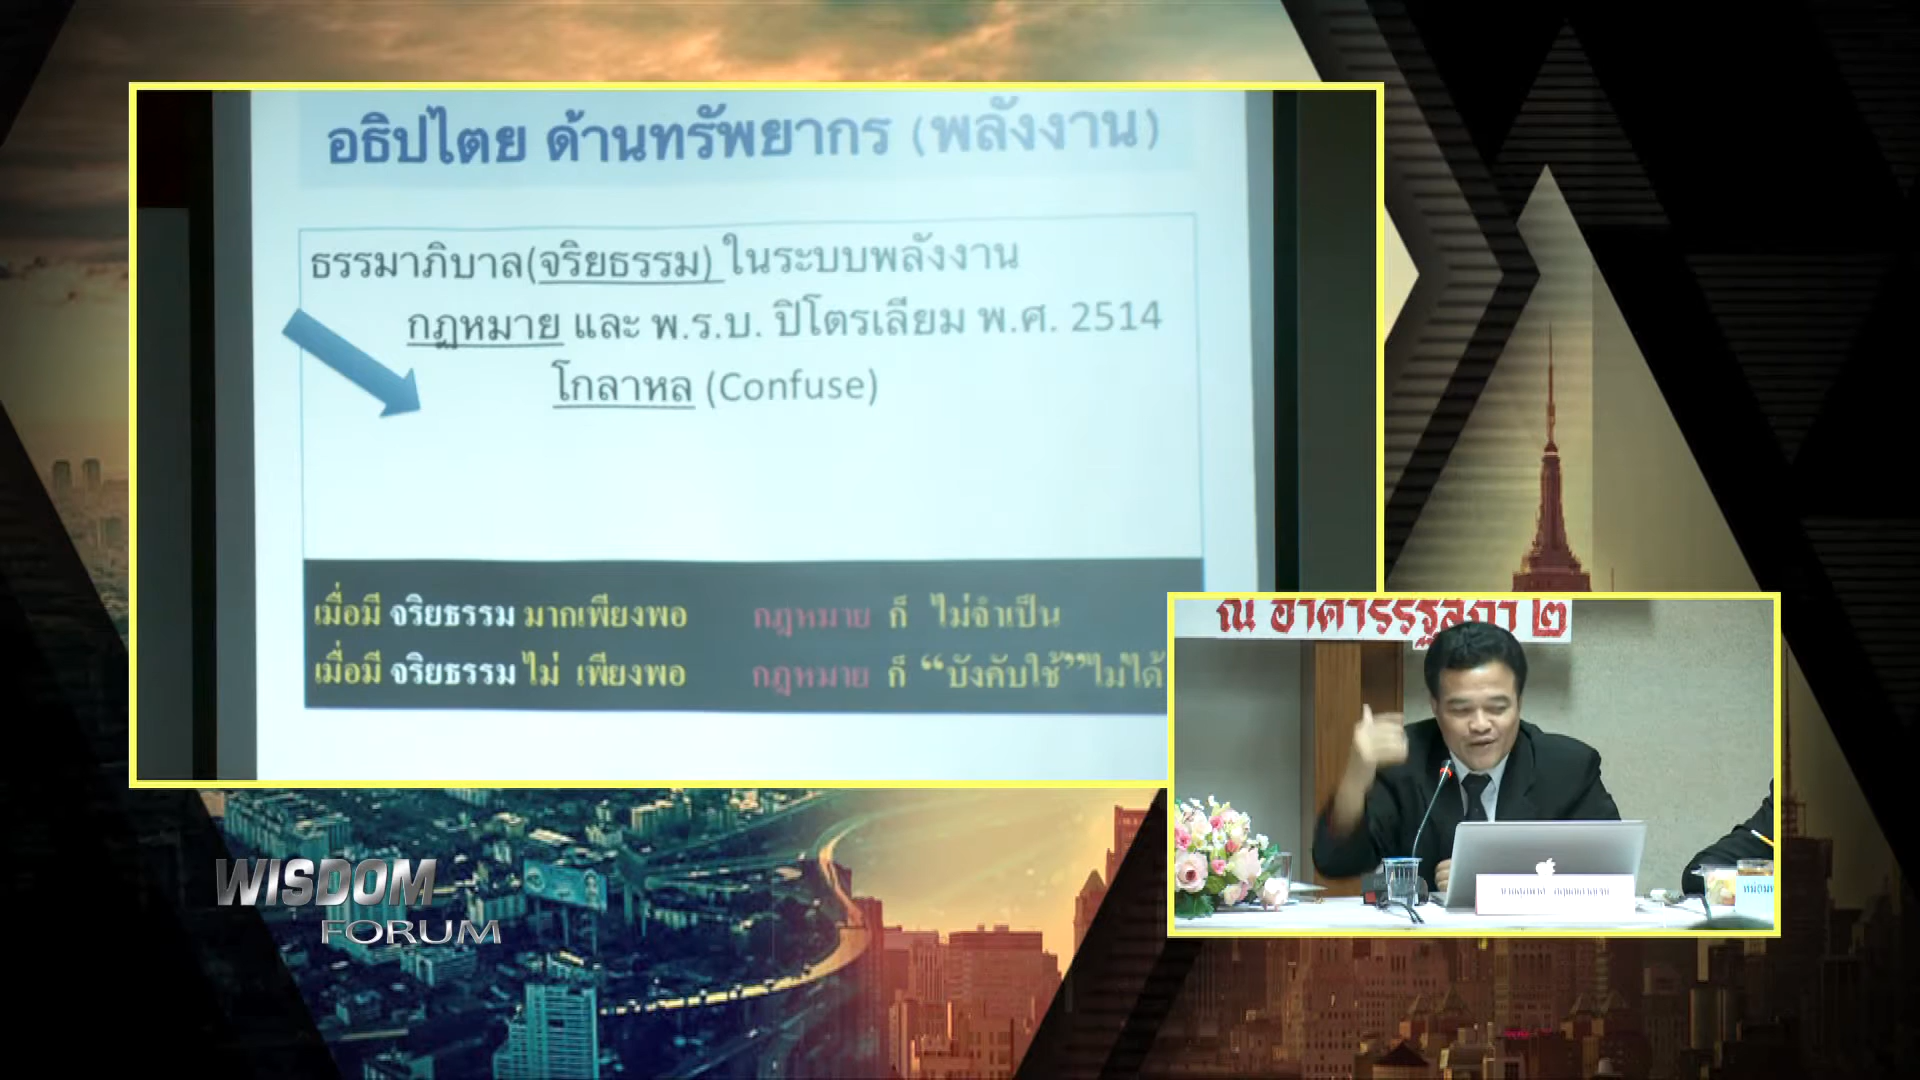 อธิปไตย ด้านทรัพยากร (พลังงาน)
ธรรมาภิบาล(จริยธรรม) ในระบบพลังงาน
กฎหมาย และ พ.ร.บ. ปิโตรเลียม พ.ศ. 2514
โกลาหล (Confuse)
เมื่อมี จริยธรรม มากเพียงพอ กฎหมาย ก็ ไม่จำเป็น
เมื่อมี จริยธรรม ไม่ เพียงพอ กฎหมาย ก็ “บังคับใช้”ไม่ได้
ณ อาคารรัฐสภา ๒
WISDOM
FORUM